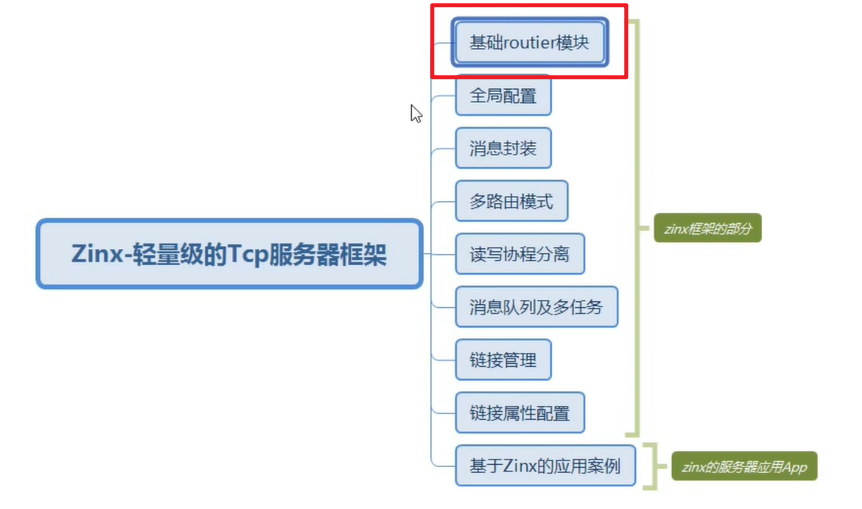 基础routier模块
全局配置
消息封装
多路由模式
zinx框架的部分
Zinx-轻量级的Tcp服务器框架
读写协程分离
消息队列及多任务
链接管理
链接属性配置
基于Zinx的应用案例
zinx的服务器应用App